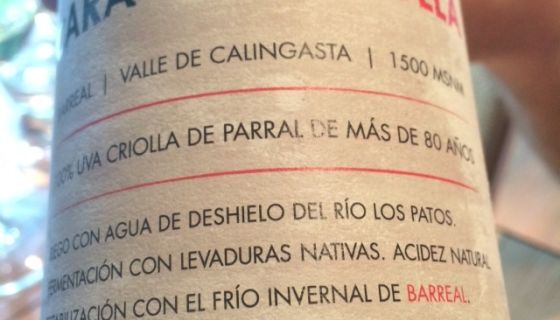 BARREAL | VALLE DE CALINGASTA | 1500 MSNM
100% UVA CRIOLLA DE PARRAL DE MÁS DE 80 AÑOS
RIEGO CON AGUA DE DESHIELO DEL RÍO LOS PATOS.
FERMENTACIÓN CON LEVADURAS NATIVAS. ACIDEZ NATURAL.
CON EL FRÍO INVERNAL DE BARREAL.